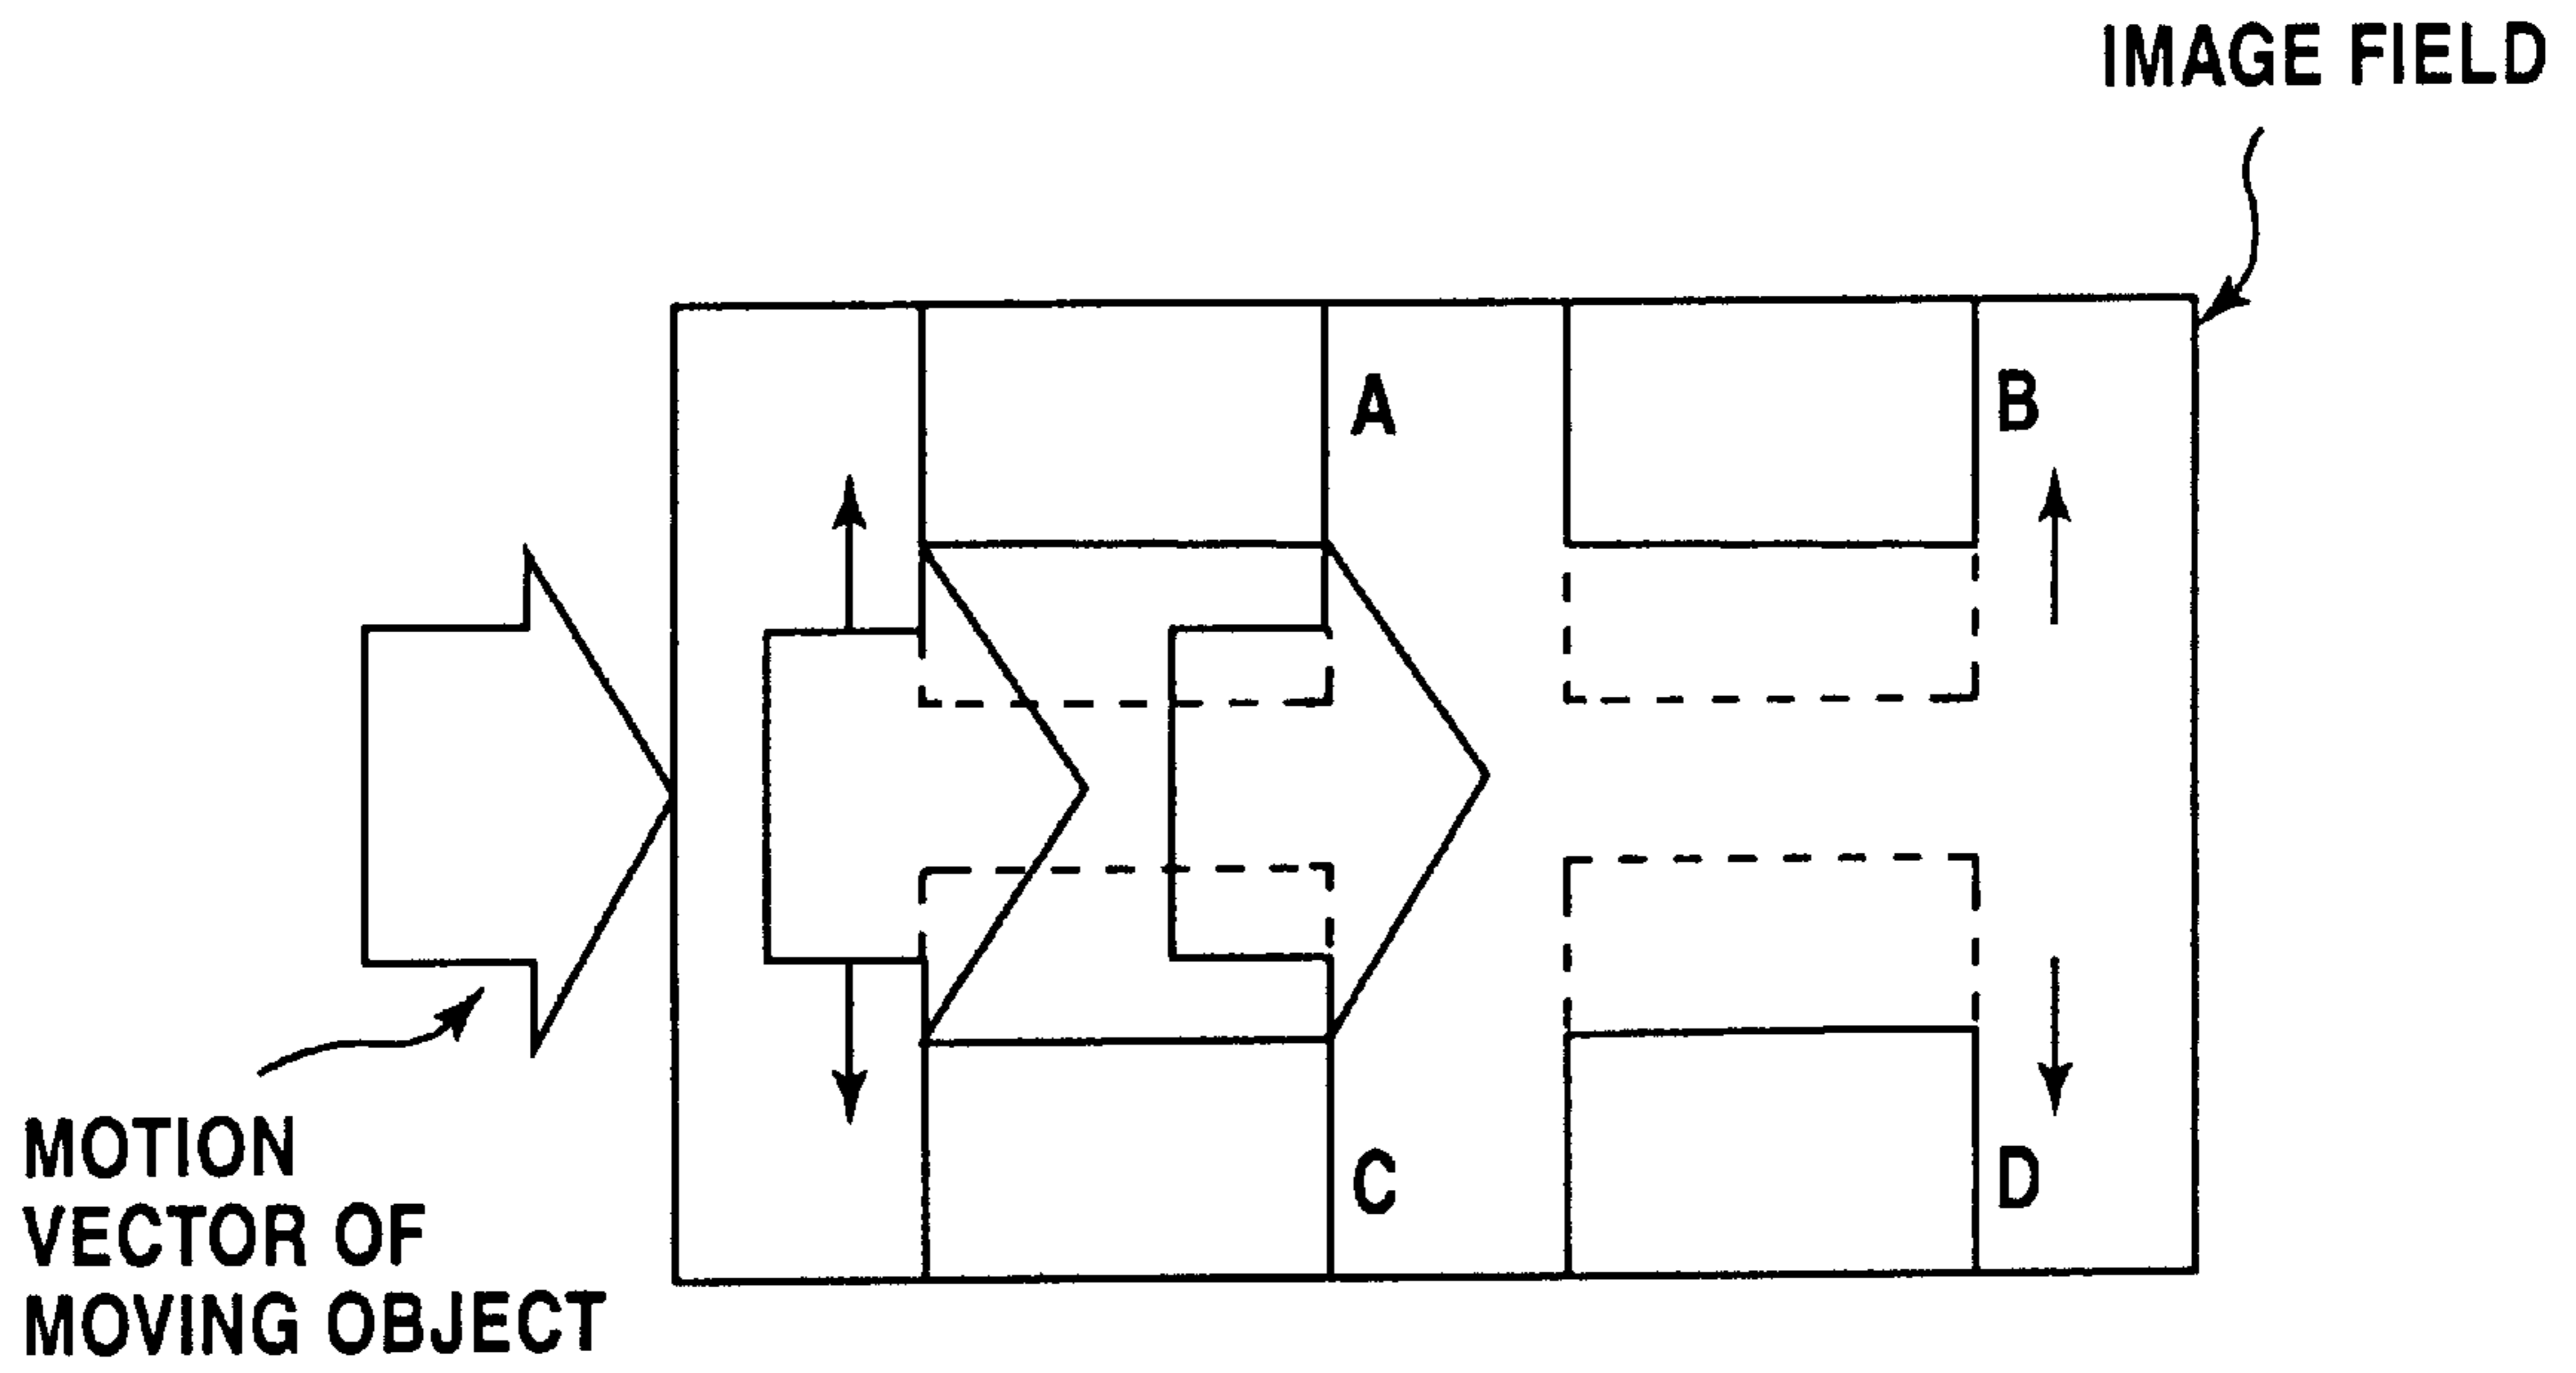 IMAGE FIELD
A
B
C
D
MOTION
VECTOR OF
MOVING OBJECT